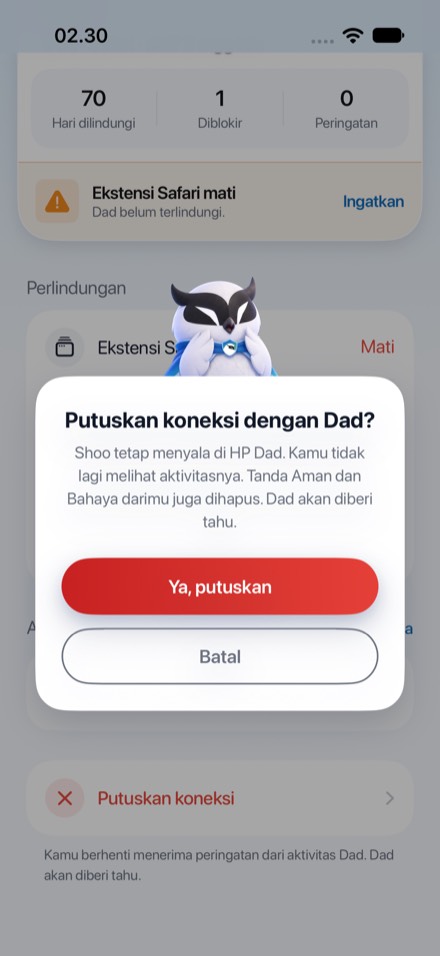 02.30
70
Hari dilindungi
1
Diblokir
0
Peringatan
Ekstensi Safari mati
Dad belum terlindungi.
Ingatkan
Perlindungan
Ekstensi S
Mati
Putuskan koneksi dengan Dad?
Shoo tetap menyala di HP Dad. Kamu tidak
lagi melihat aktivitasnya. Tanda Aman dan
Bahaya darimu juga dihapus. Dad akan diberi
tahu.
Ya, putuskan
Batal
Putuskan koneksi
Kamu berhenti menerima peringatan dari aktivitas Dad. Dad
akan diberi tahu.